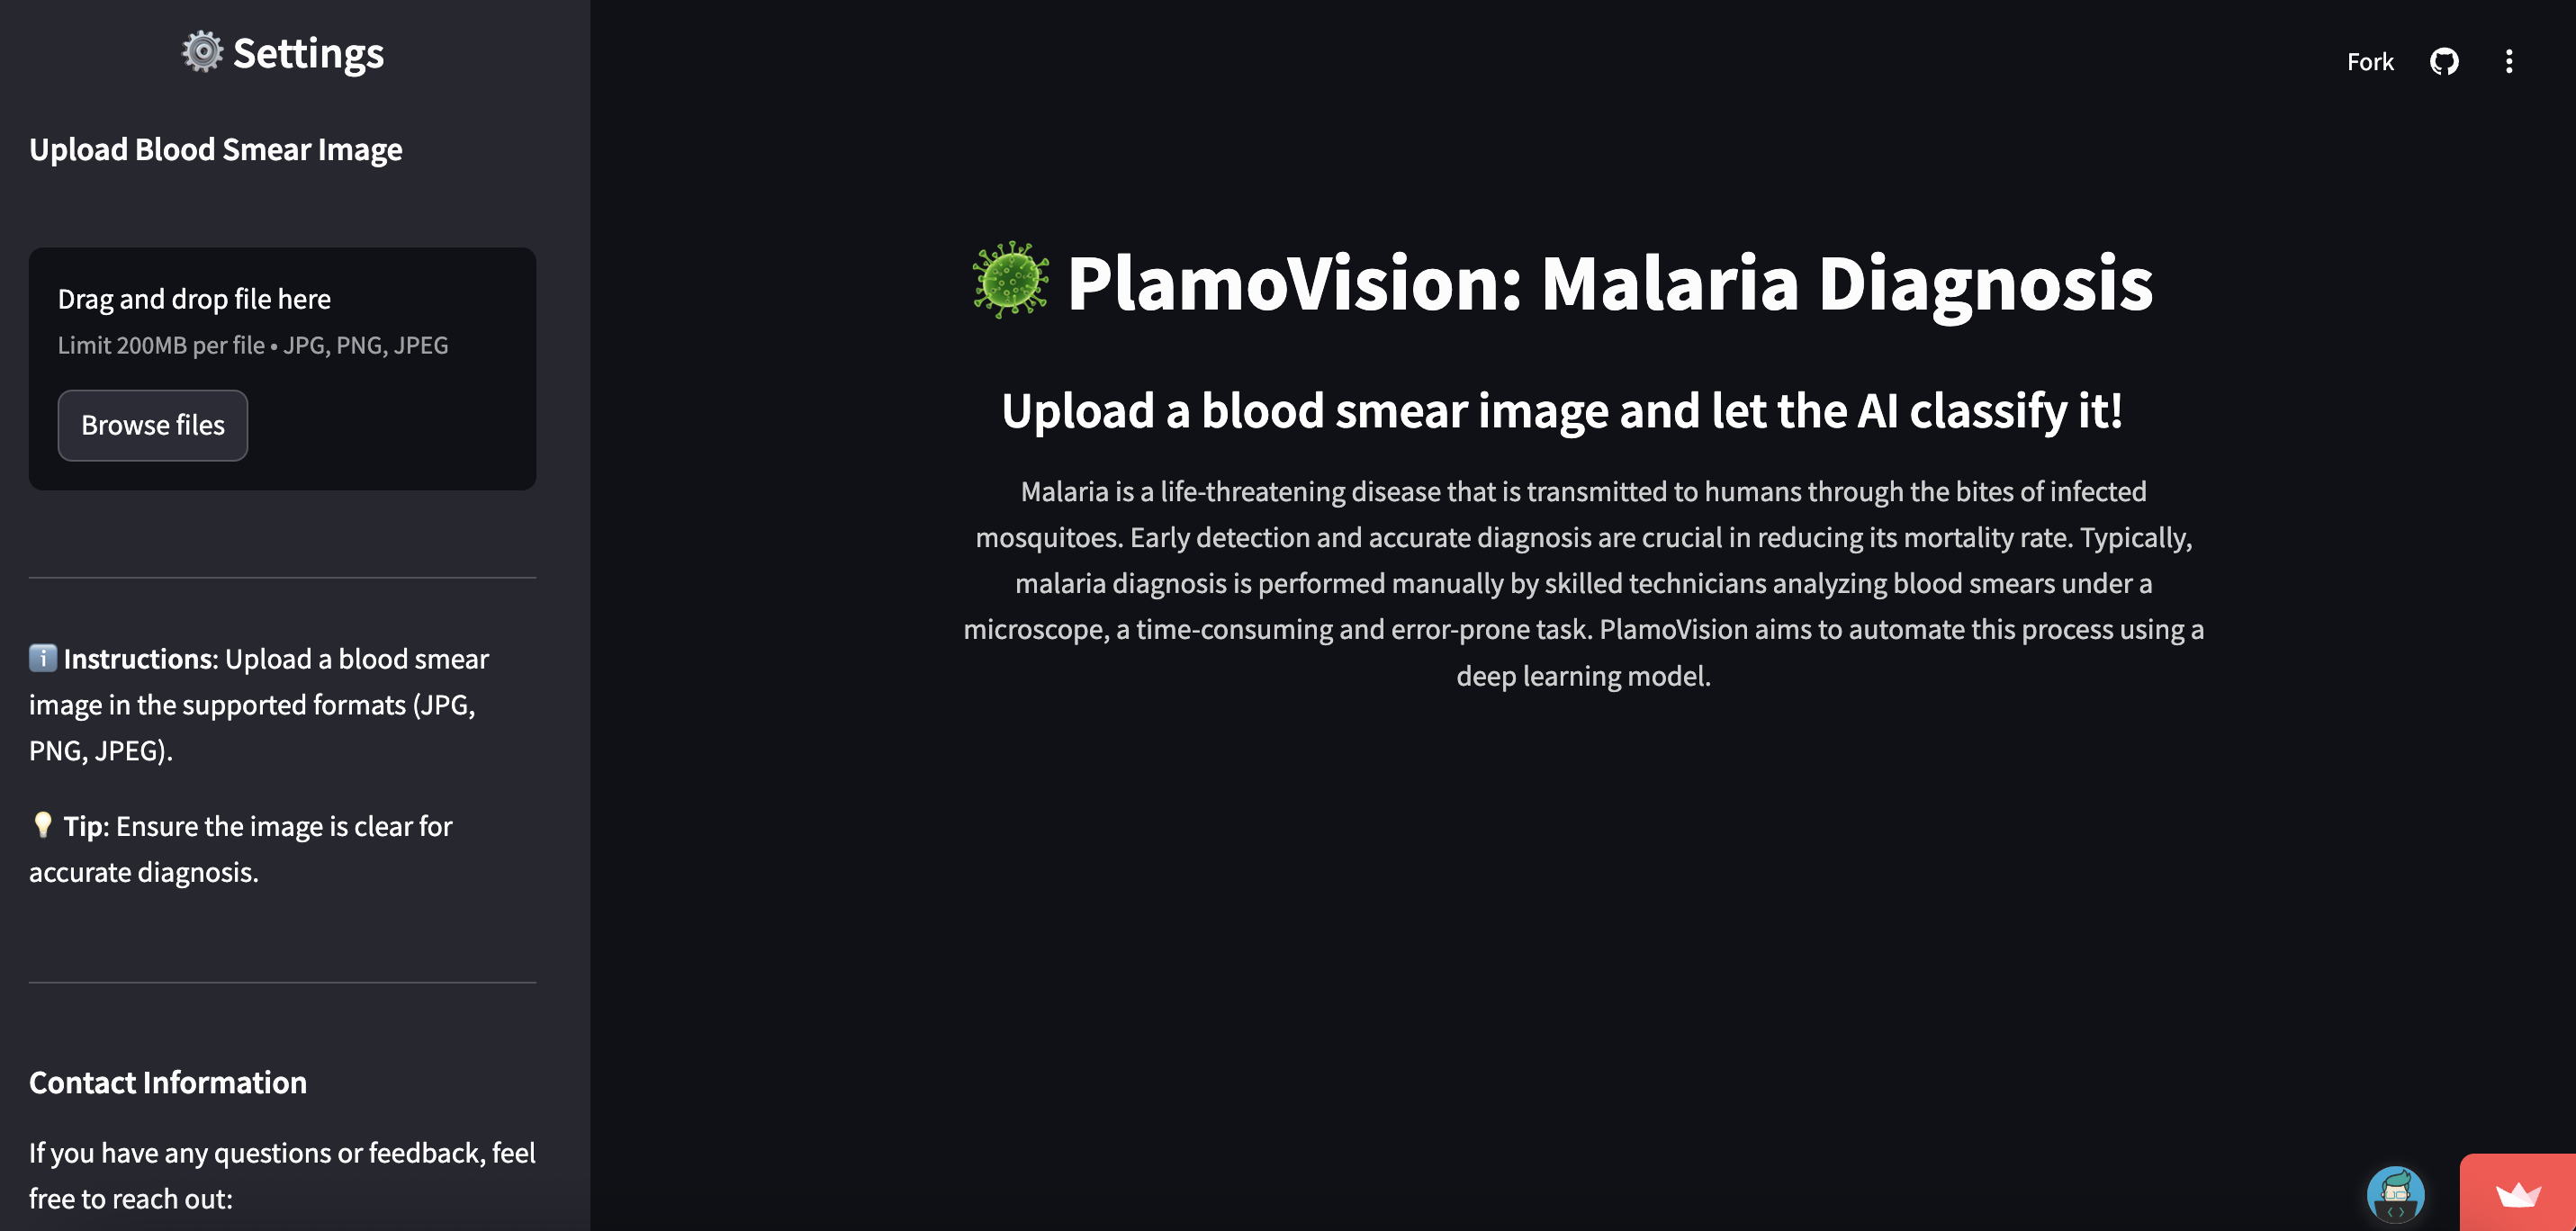 Settings
Upload Blood Smear Image
Drag and drop file here
Limit 200MB per file • JPG, PNG, JPEG
Browse files
Instructions: Upload a blood smear
image in the supported formats (JPG,
PNG, JPEG).
Tip: Ensure the image is clear for
accurate diagnosis.
Contact Information
If you have any questions or feedback, feel
free to reach out:
Fork
PlamoVision: Malaria Diagnosis
Upload a blood smear image and let the AI classify it!
Malaria is a life-threatening disease that is transmitted to humans through the bites of infected
mosquitoes. Early detection and accurate diagnosis are crucial in reducing its mortality rate. Typically,
malaria diagnosis is performed manually by skilled technicians analyzing blood smears under a
microscope, a time-consuming and error-prone task. PlamoVision aims to automate this process using a
deep learning model.